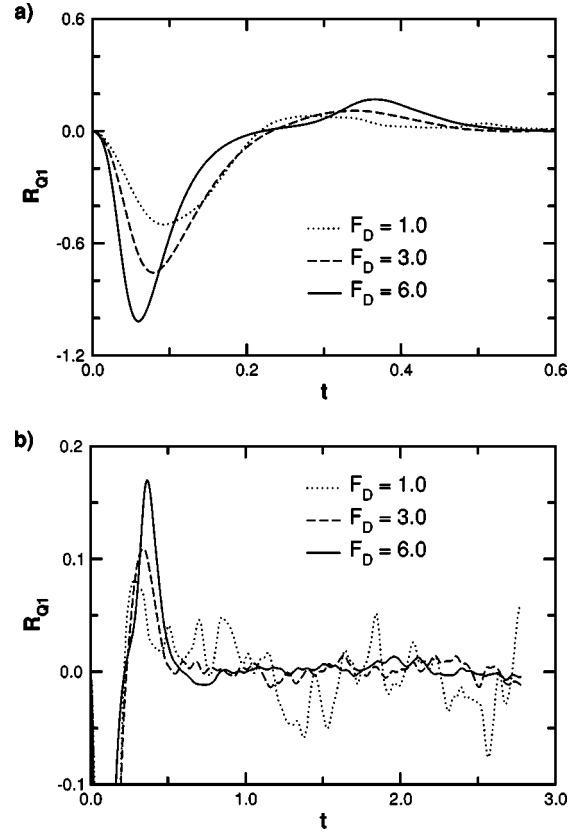 a)
0.6
0.0
-0.6
-1.2
R_Q1
F_D = 1.0
F_D = 3.0
F_D = 6.0
0.0 0.2 0.4 0.6
t
b)
0.2
0.1
0.0
-0.1
R_Q1
F_D = 1.0
F_D = 3.0
F_D = 6.0
0.0 1.0 2.0 3.0
t